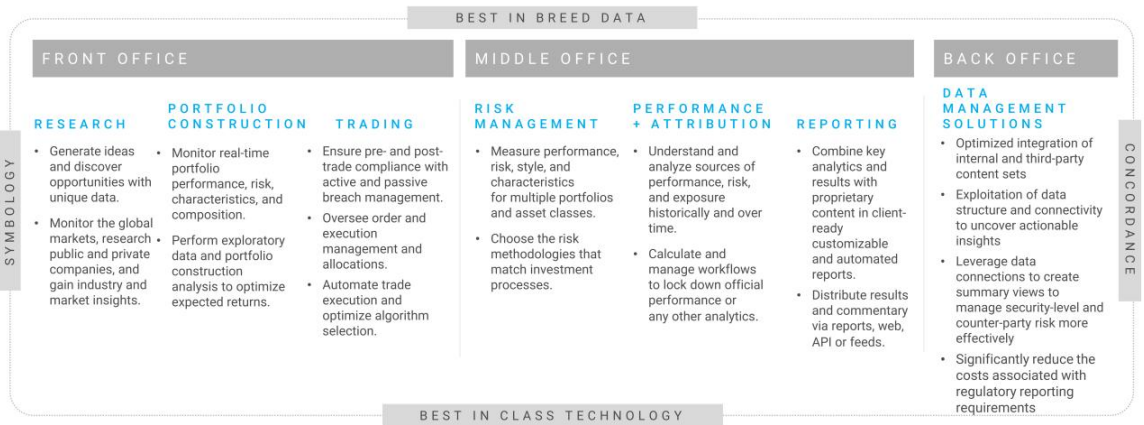 BEST IN BREED DATA
SYMBOLOGY
FRONT OFFICE
RESEARCH
• Generate ideas
and discover
opportunities with
unique data.
• Monitor the global
markets, research
public and private
companies, and
gain industry and
market insights.
PORTFOLIO
CONSTRUCTION
• Monitor real-time
portfolio
performance, risk,
characteristics, and
composition.
• Perform exploratory
data and portfolio
construction
analysis to optimize
expected returns.
TRADING
• Ensure pre- and post-
trade compliance with
active and passive
breach management.
• Oversee order and
execution
management and
allocations.
• Automate trade
execution and
optimize algorithm
selection.
MIDDLE OFFICE
RISK
MANAGEMENT
• Measure performance,
risk, style, and
characteristics
for multiple portfolios
and asset classes.
• Choose the risk
methodologies that
match investment
processes.
PERFORMANCE
+ ATTRIBUTION
• Understand and
analyze sources of
performance, risk,
and exposure
historically and over
time.
• Calculate and
manage workflows
to lock down official
performance or
any other analytics.
REPORTING
• Combine key
analytics and
results with
proprietary
content in client-
ready
customizable
and automated
reports.
• Distribute results
and commentary
via reports, web,
API or feeds.
BACK OFFICE
DATA
MANAGEMENT
SOLUTIONS
• Optimized integration of
internal and third-party
content sets
• Exploitation of data
structure and connectivity
to uncover actionable
insights
• Leverage data
connections to create
summary views to
manage security-level and
counter-party risk more
effectively
• Significantly reduce the
costs associated with
regulatory reporting
requirements
CONCORDANCE
BEST IN CLASS TECHNOLOGY